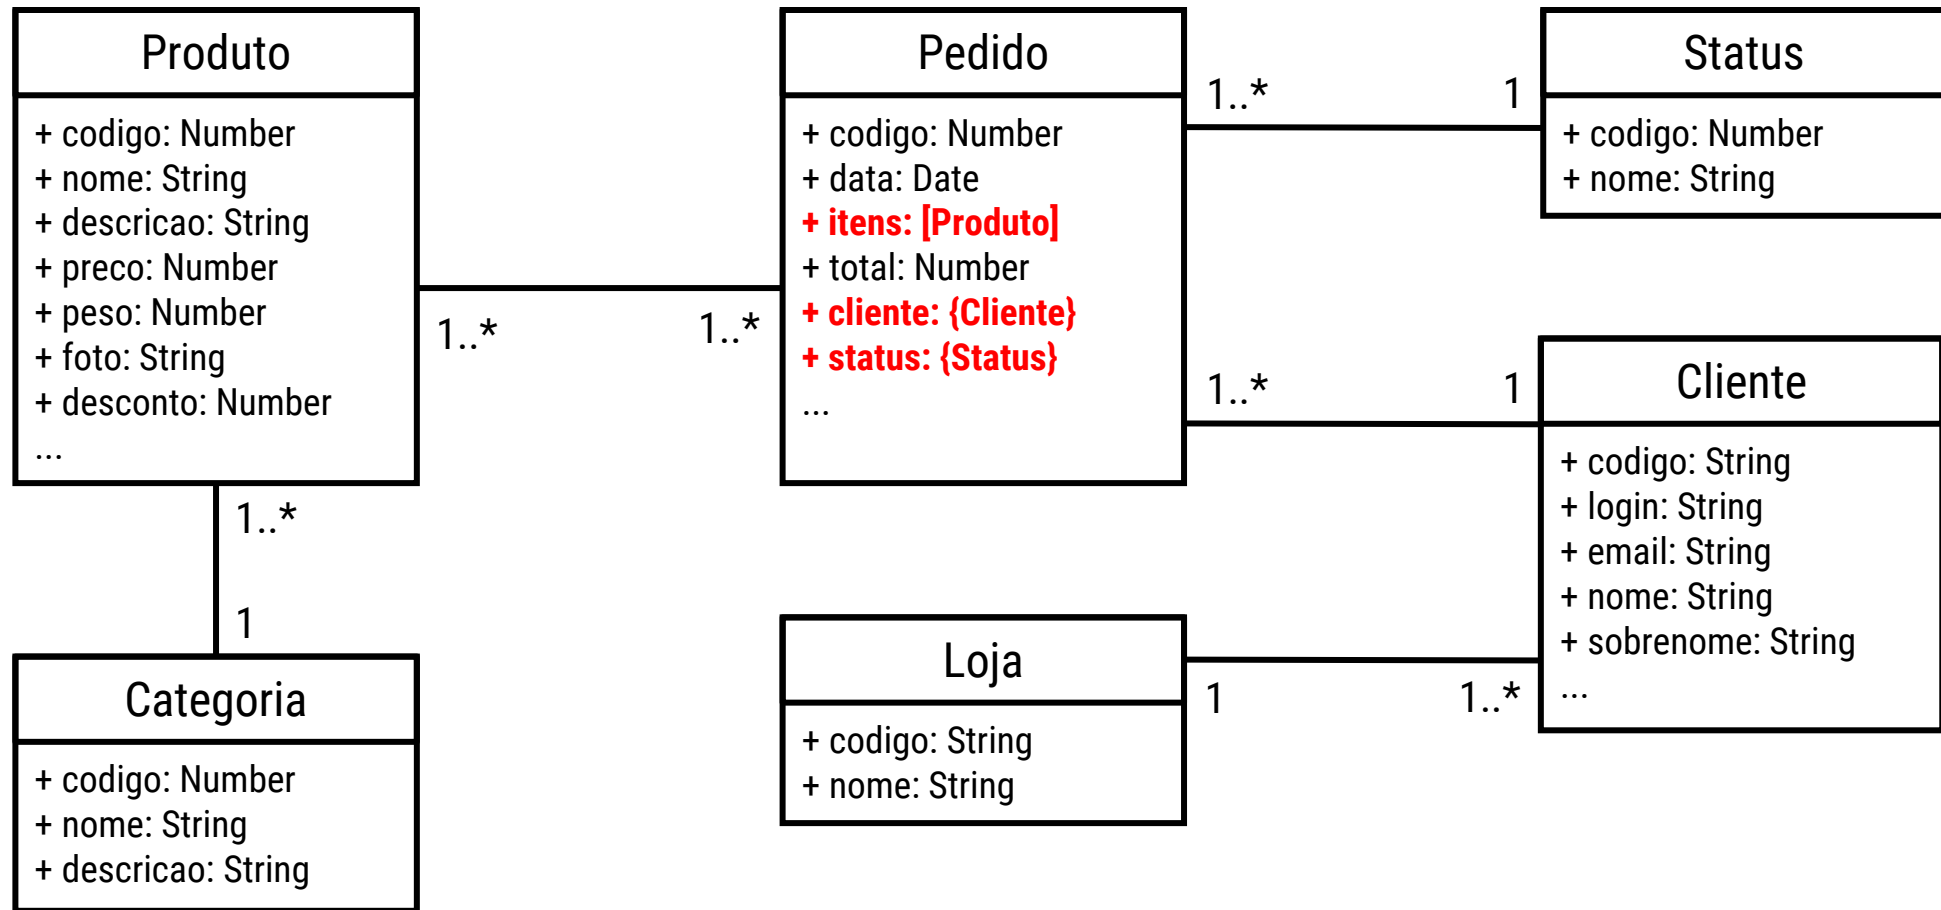 Produto
+ codigo: Number
+ nome: String
+ descricao: String
+ preco: Number
+ peso: Number
+ foto: String
+ desconto: Number
...
1..*
1..*
Pedido
+ codigo: Number
+ data: Date
+ itens: [Produto]
+ total: Number
+ cliente: {Cliente}
+ status: {Status}
...
1..*
1
Status
+ codigo: Number
+ nome: String
1..*
1
Cliente
+ codigo: String
+ login: String
+ email: String
+ nome: String
+ sobrenome: String
...
1..*
1
Categoria
+ codigo: Number
+ nome: String
+ descricao: String
Loja
+ codigo: String
+ nome: String
1
1..*